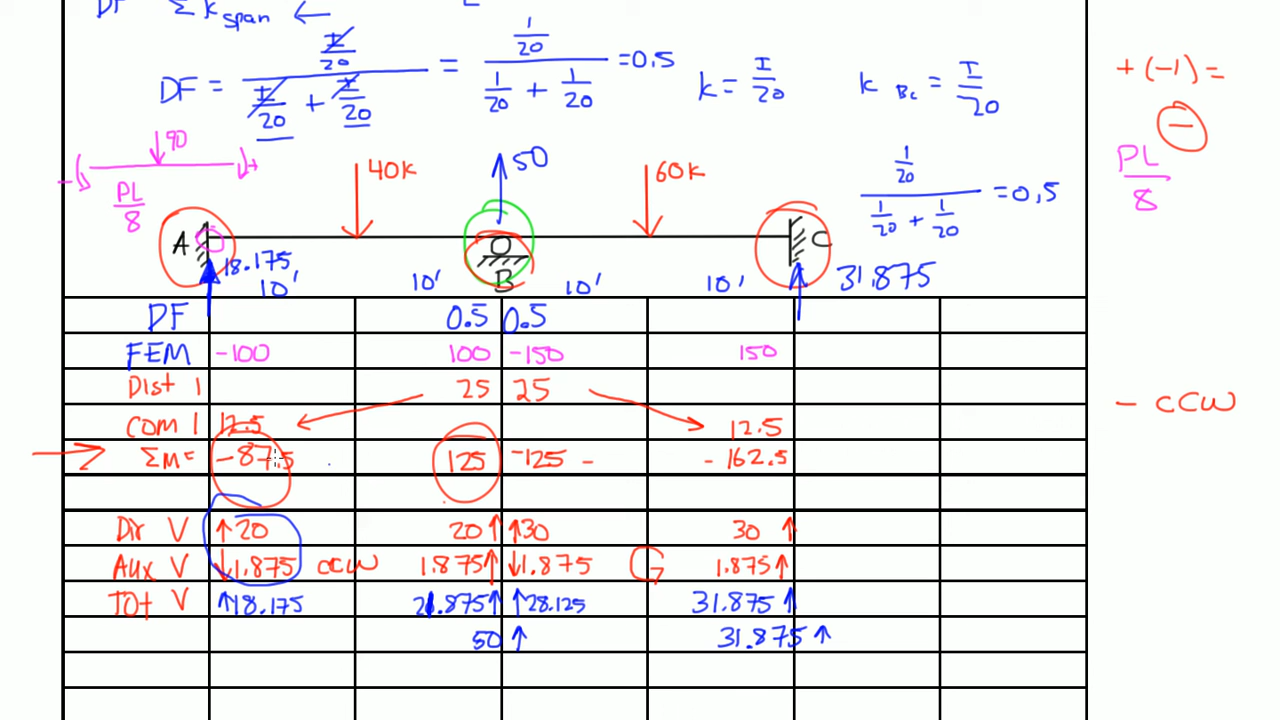 DF Σ k span ←
DF = I/20 / (I/20 + I/20) = 1/20 / (1/20 + 1/20) = 0.5 k = I/20 k BC = I/20
+ (-1) =
-
90
PL/8
- +
40K
50
60K
1/20 / (1/20 + 1/20) = 0,5
PL/8
A B C
18.175
10' 10' 10' 10'
31.875
DF 0.5 0.5
FEM -100 100 -150 150
Dist 1 25 25
COM 1 12.5 12.5
- CCW
ΣM= -87.5 125 -125 - - 162.5
Dir V ↑20 20↑ ↑30 30↑
Aux V ↓1.875 CCW 1.875↑ ↓1.875 1.875↑
TOT V ↑18.175 21.875↑ ↑28.125 31.875↑
50↑ 31.875↑